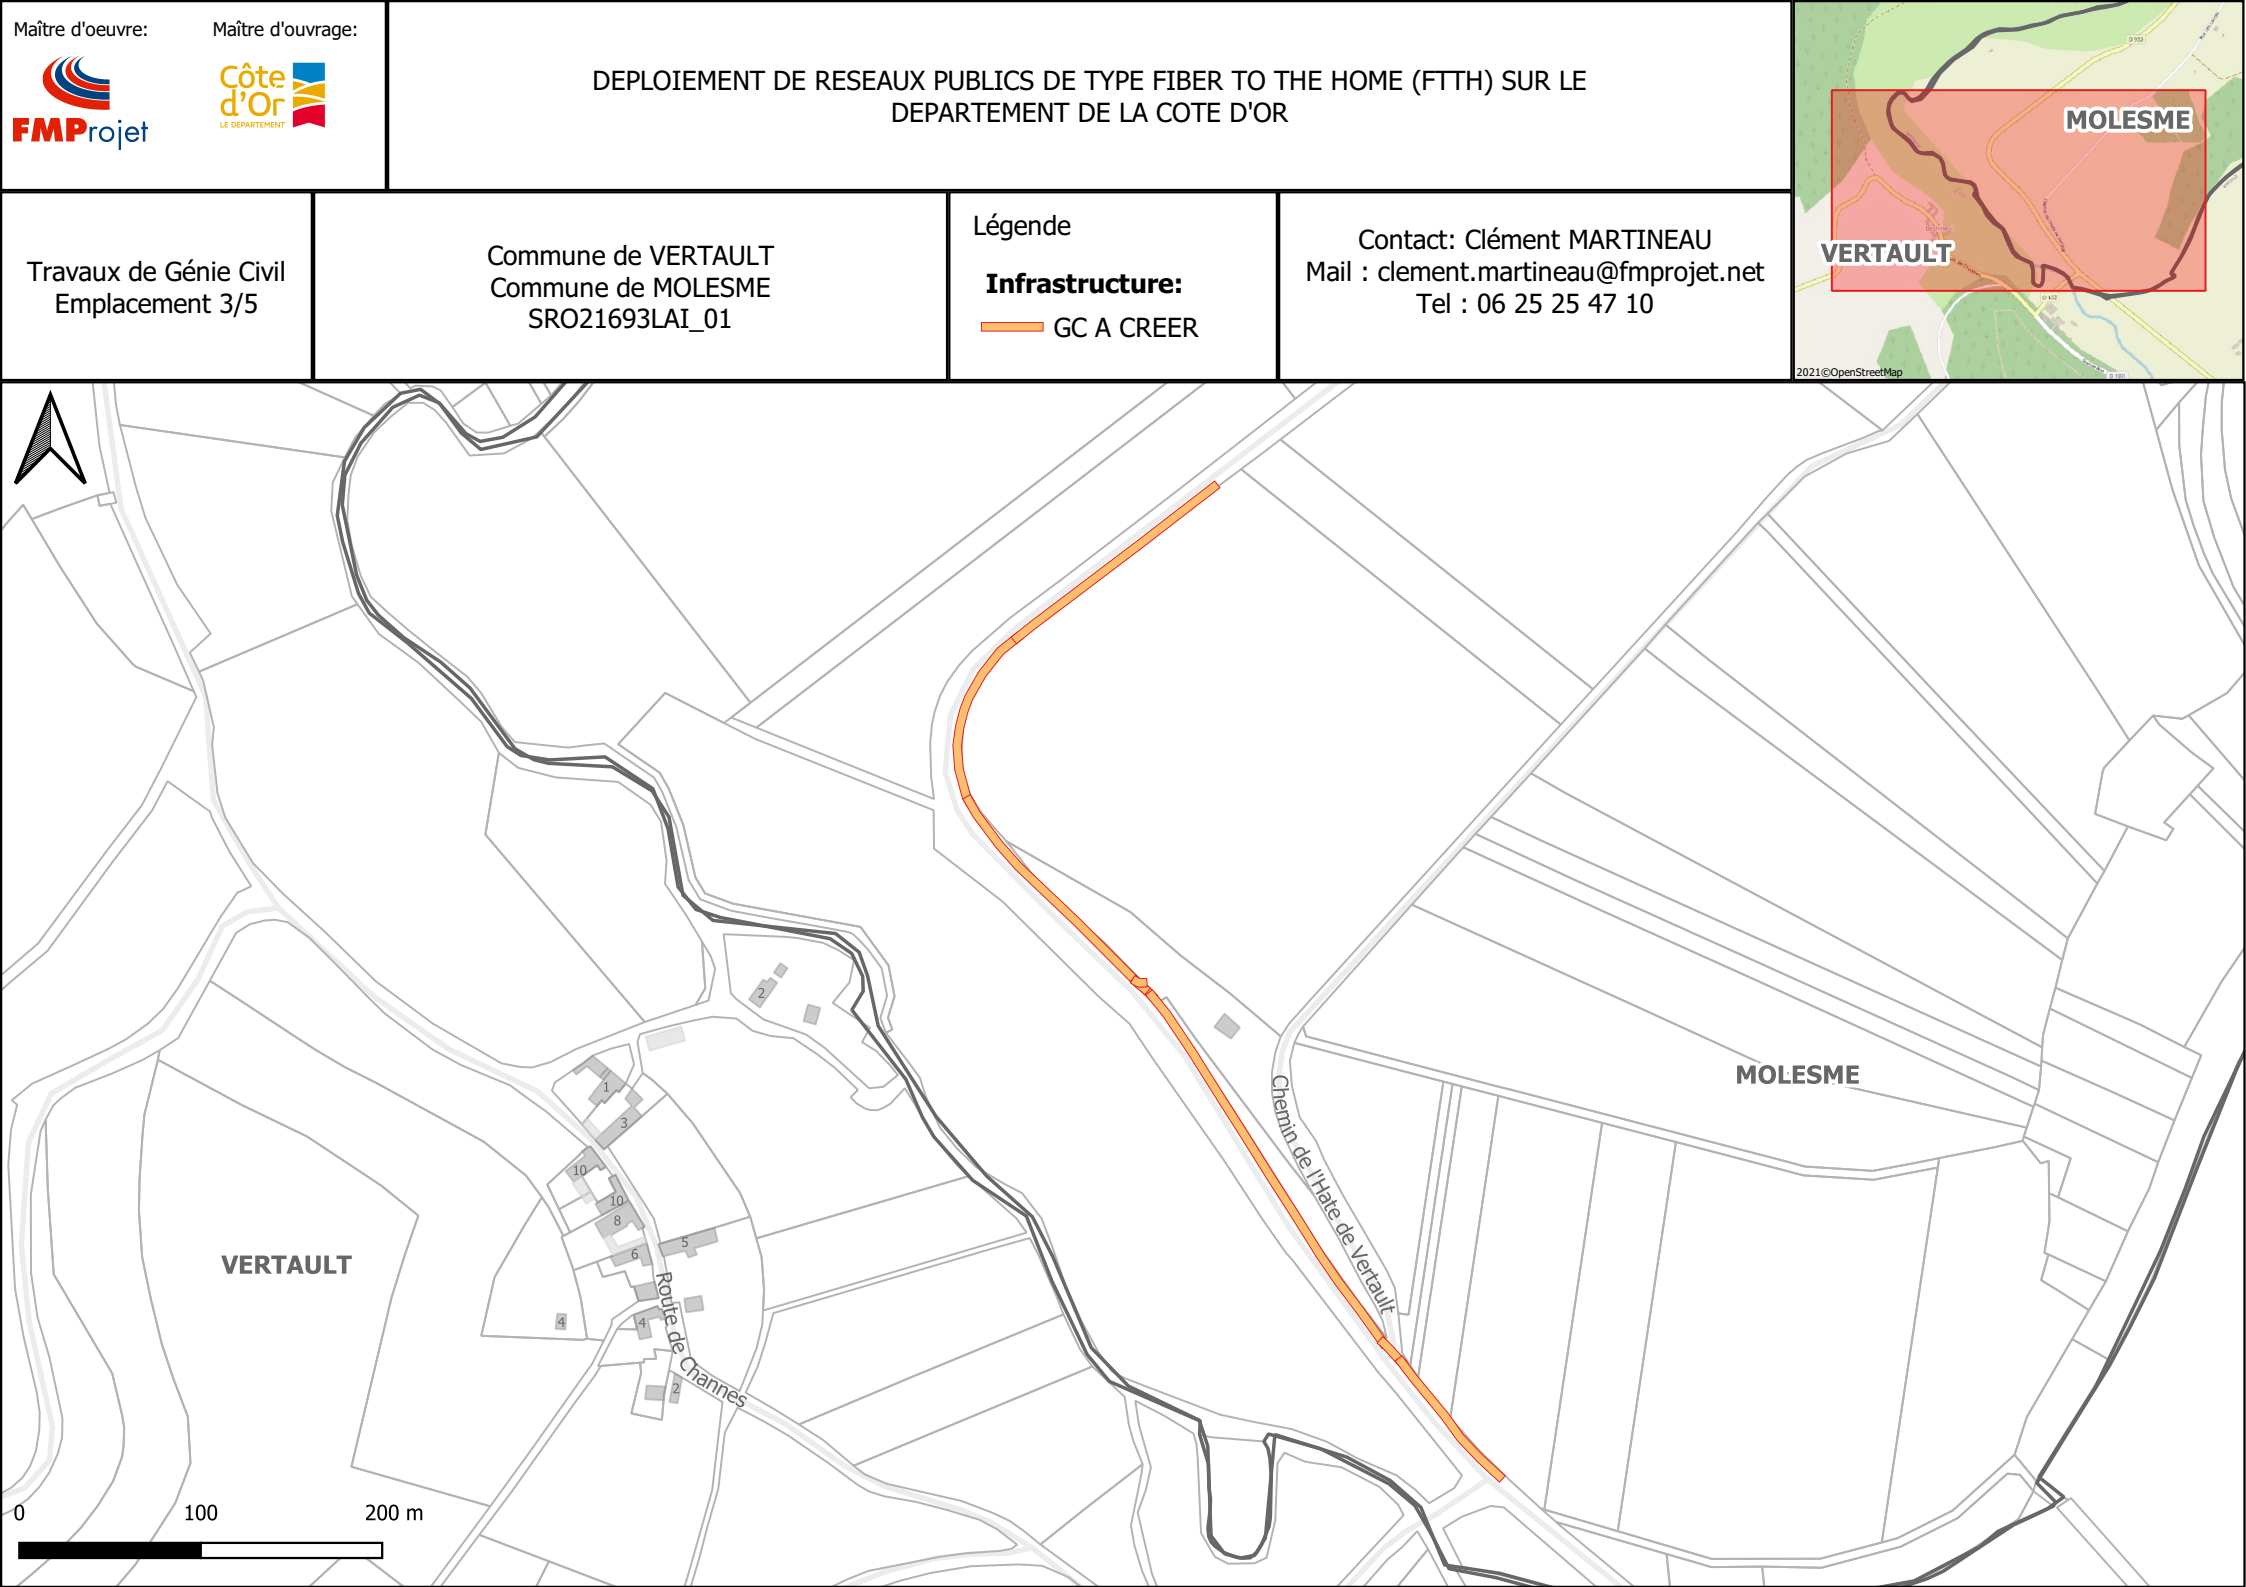 Maître d'oeuvre:
Maître d'ouvrage:
FMProjet
Côte
d'Or
LE DÉPARTEMENT
DEPLOIEMENT DE RESEAUX PUBLICS DE TYPE FIBER TO THE HOME (FTTH) SUR LE
DEPARTEMENT DE LA COTE D'OR
Travaux de Génie Civil
Emplacement 3/5
Commune de VERTAULT
Commune de MOLESME
SRO21693LAI_01
Légende
Infrastructure:
GC A CREER
Contact: Clément MARTINEAU
Mail : clement.martineau@fmprojet.net
Tel : 06 25 25 47 10
D 953
MOLESME
VERTAULT
D 102
2021©OpenStreetMap
2
1
3
10
10
8
6
5
4
4
2
Route de Channes
Chemin de l'Hate de Vertault
MOLESME
VERTAULT
0
100
200 m